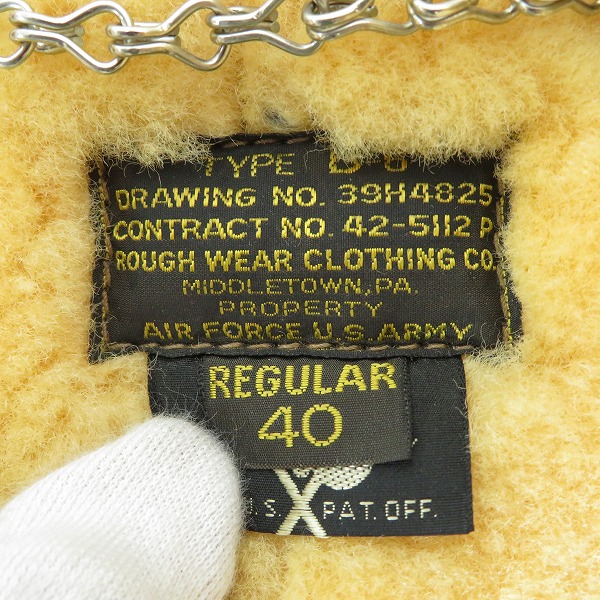 TYPE
DRAWING NO. 39H4825
CONTRACT NO. 42-5112 P
ROUGH WEAR CLOTHING CO.
MIDDLETOWN, PA.
PROPERTY
AIR FORCE U.S. ARMY
REGULAR
40
U.S. PAT. OFF.